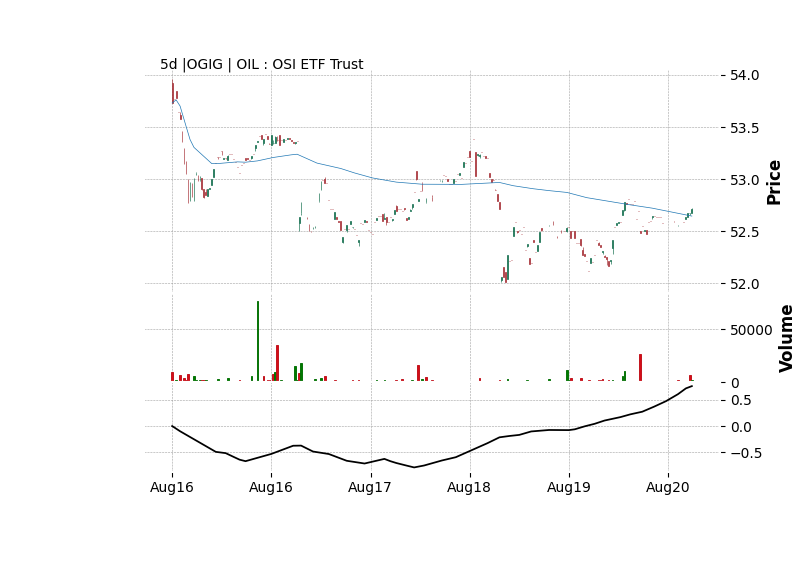 5d |OGIG | OIL : OSI ETF Trust
54.0
53.5
53.0
52.5
52.0
Price
50000
0
Volume
0.5
0.0
−0.5
Aug16 Aug16 Aug17 Aug18 Aug19 Aug20